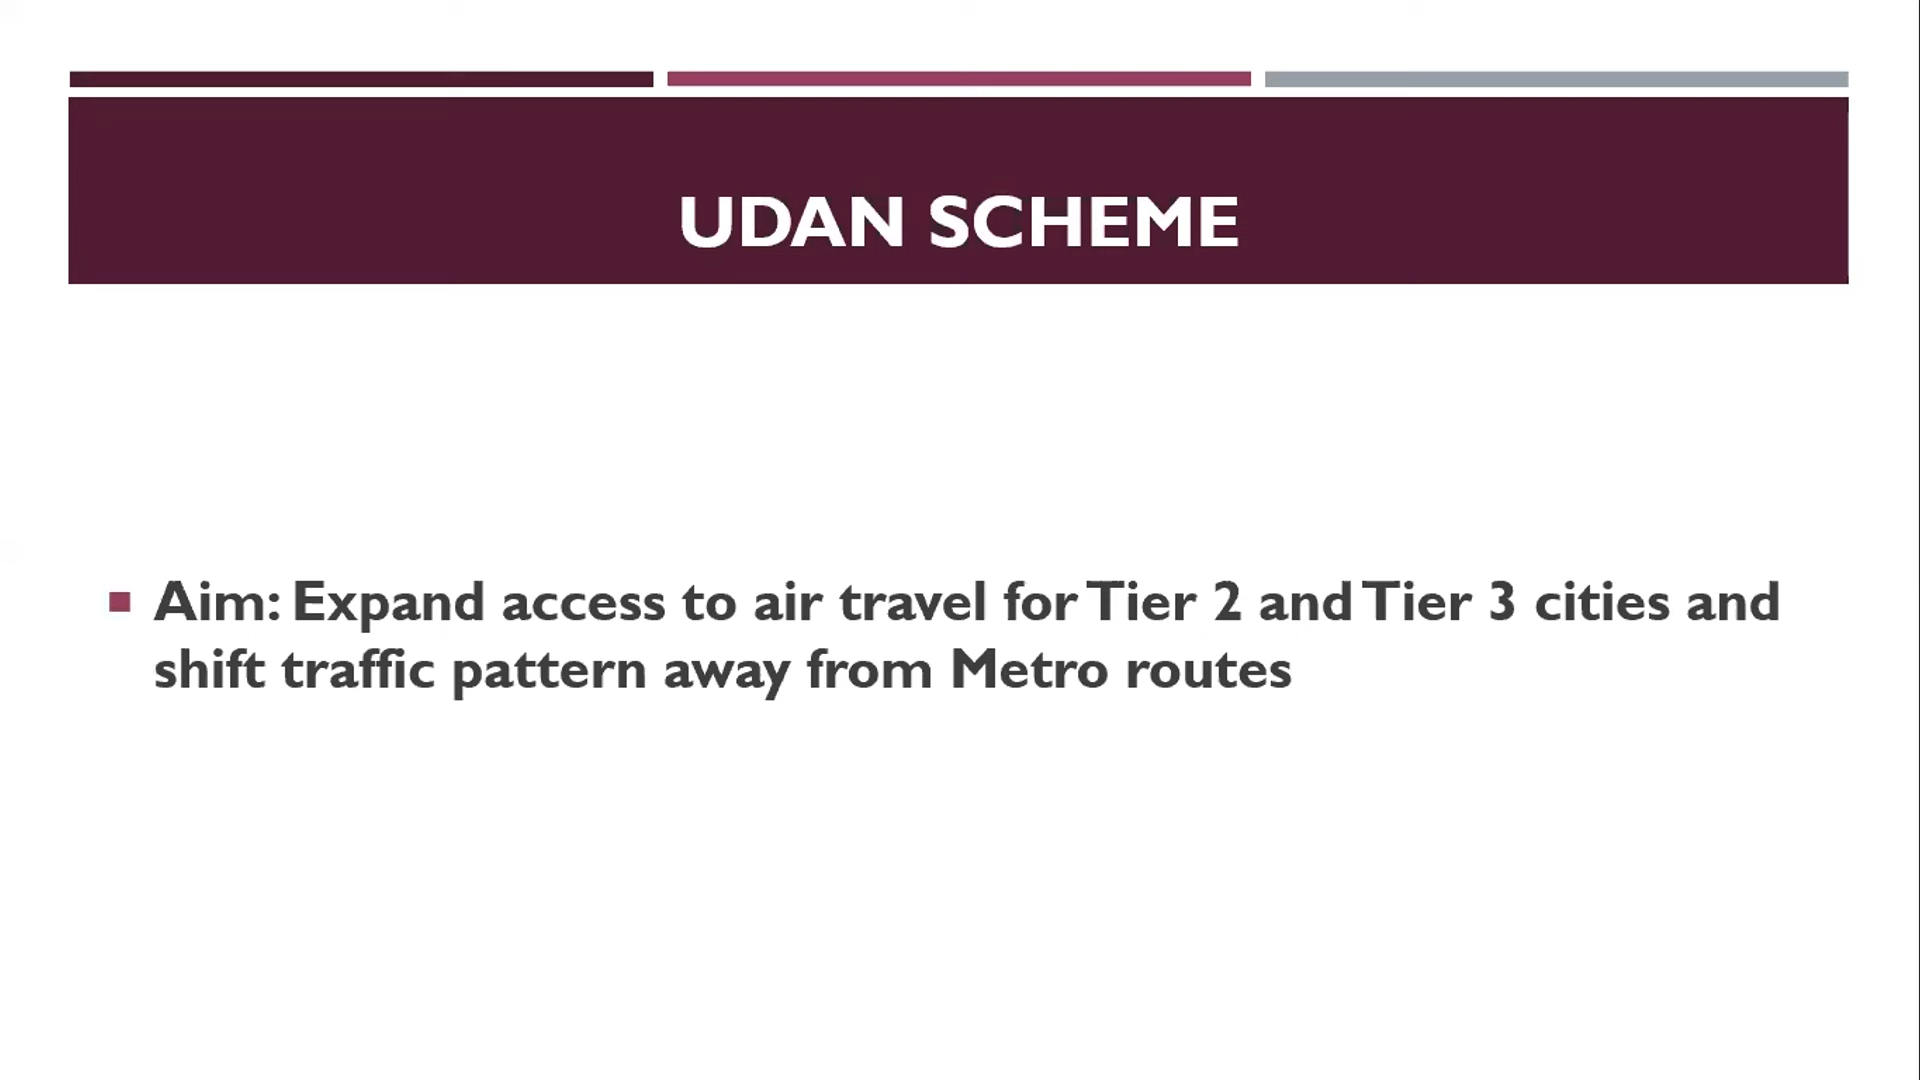 UDAN SCHEME
Aim: Expand access to air travel for Tier 2 and Tier 3 cities and
shift traffic pattern away from Metro routes